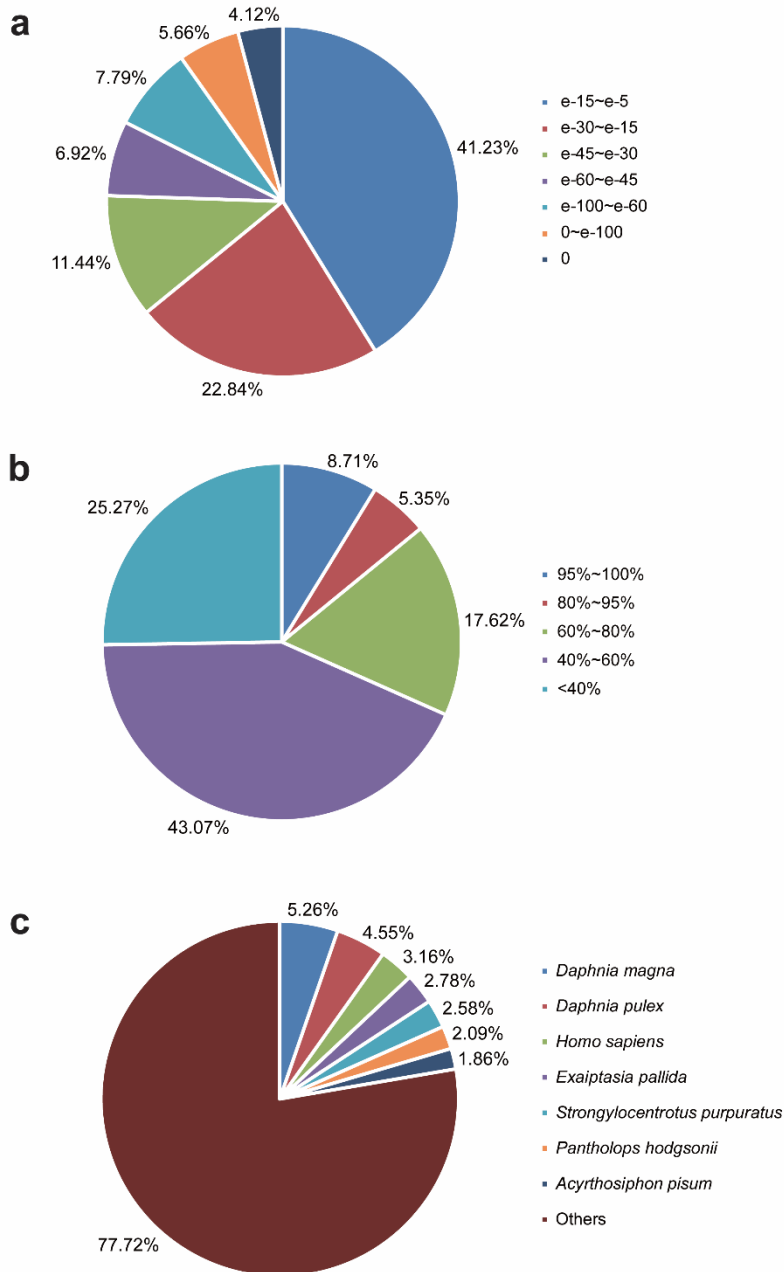 a
4.12%
5.66%
7.79%
6.92%
11.44%
22.84%
41.23%
e-15~e-5
e-30~e-15
e-45~e-30
e-60~e-45
e-100~e-60
0~e-100
0
b
8.71%
5.35%
17.62%
43.07%
25.27%
95%~100%
80%~95%
60%~80%
40%~60%
<40%
c
5.26%
4.55%
3.16%
2.78%
2.58%
2.09%
1.86%
77.72%
Daphnia magna
Daphnia pulex
Homo sapiens
Exaiptasia pallida
Strongylocentrotus purpuratus
Pantholops hodgsonii
Acyrthosiphon pisum
Others